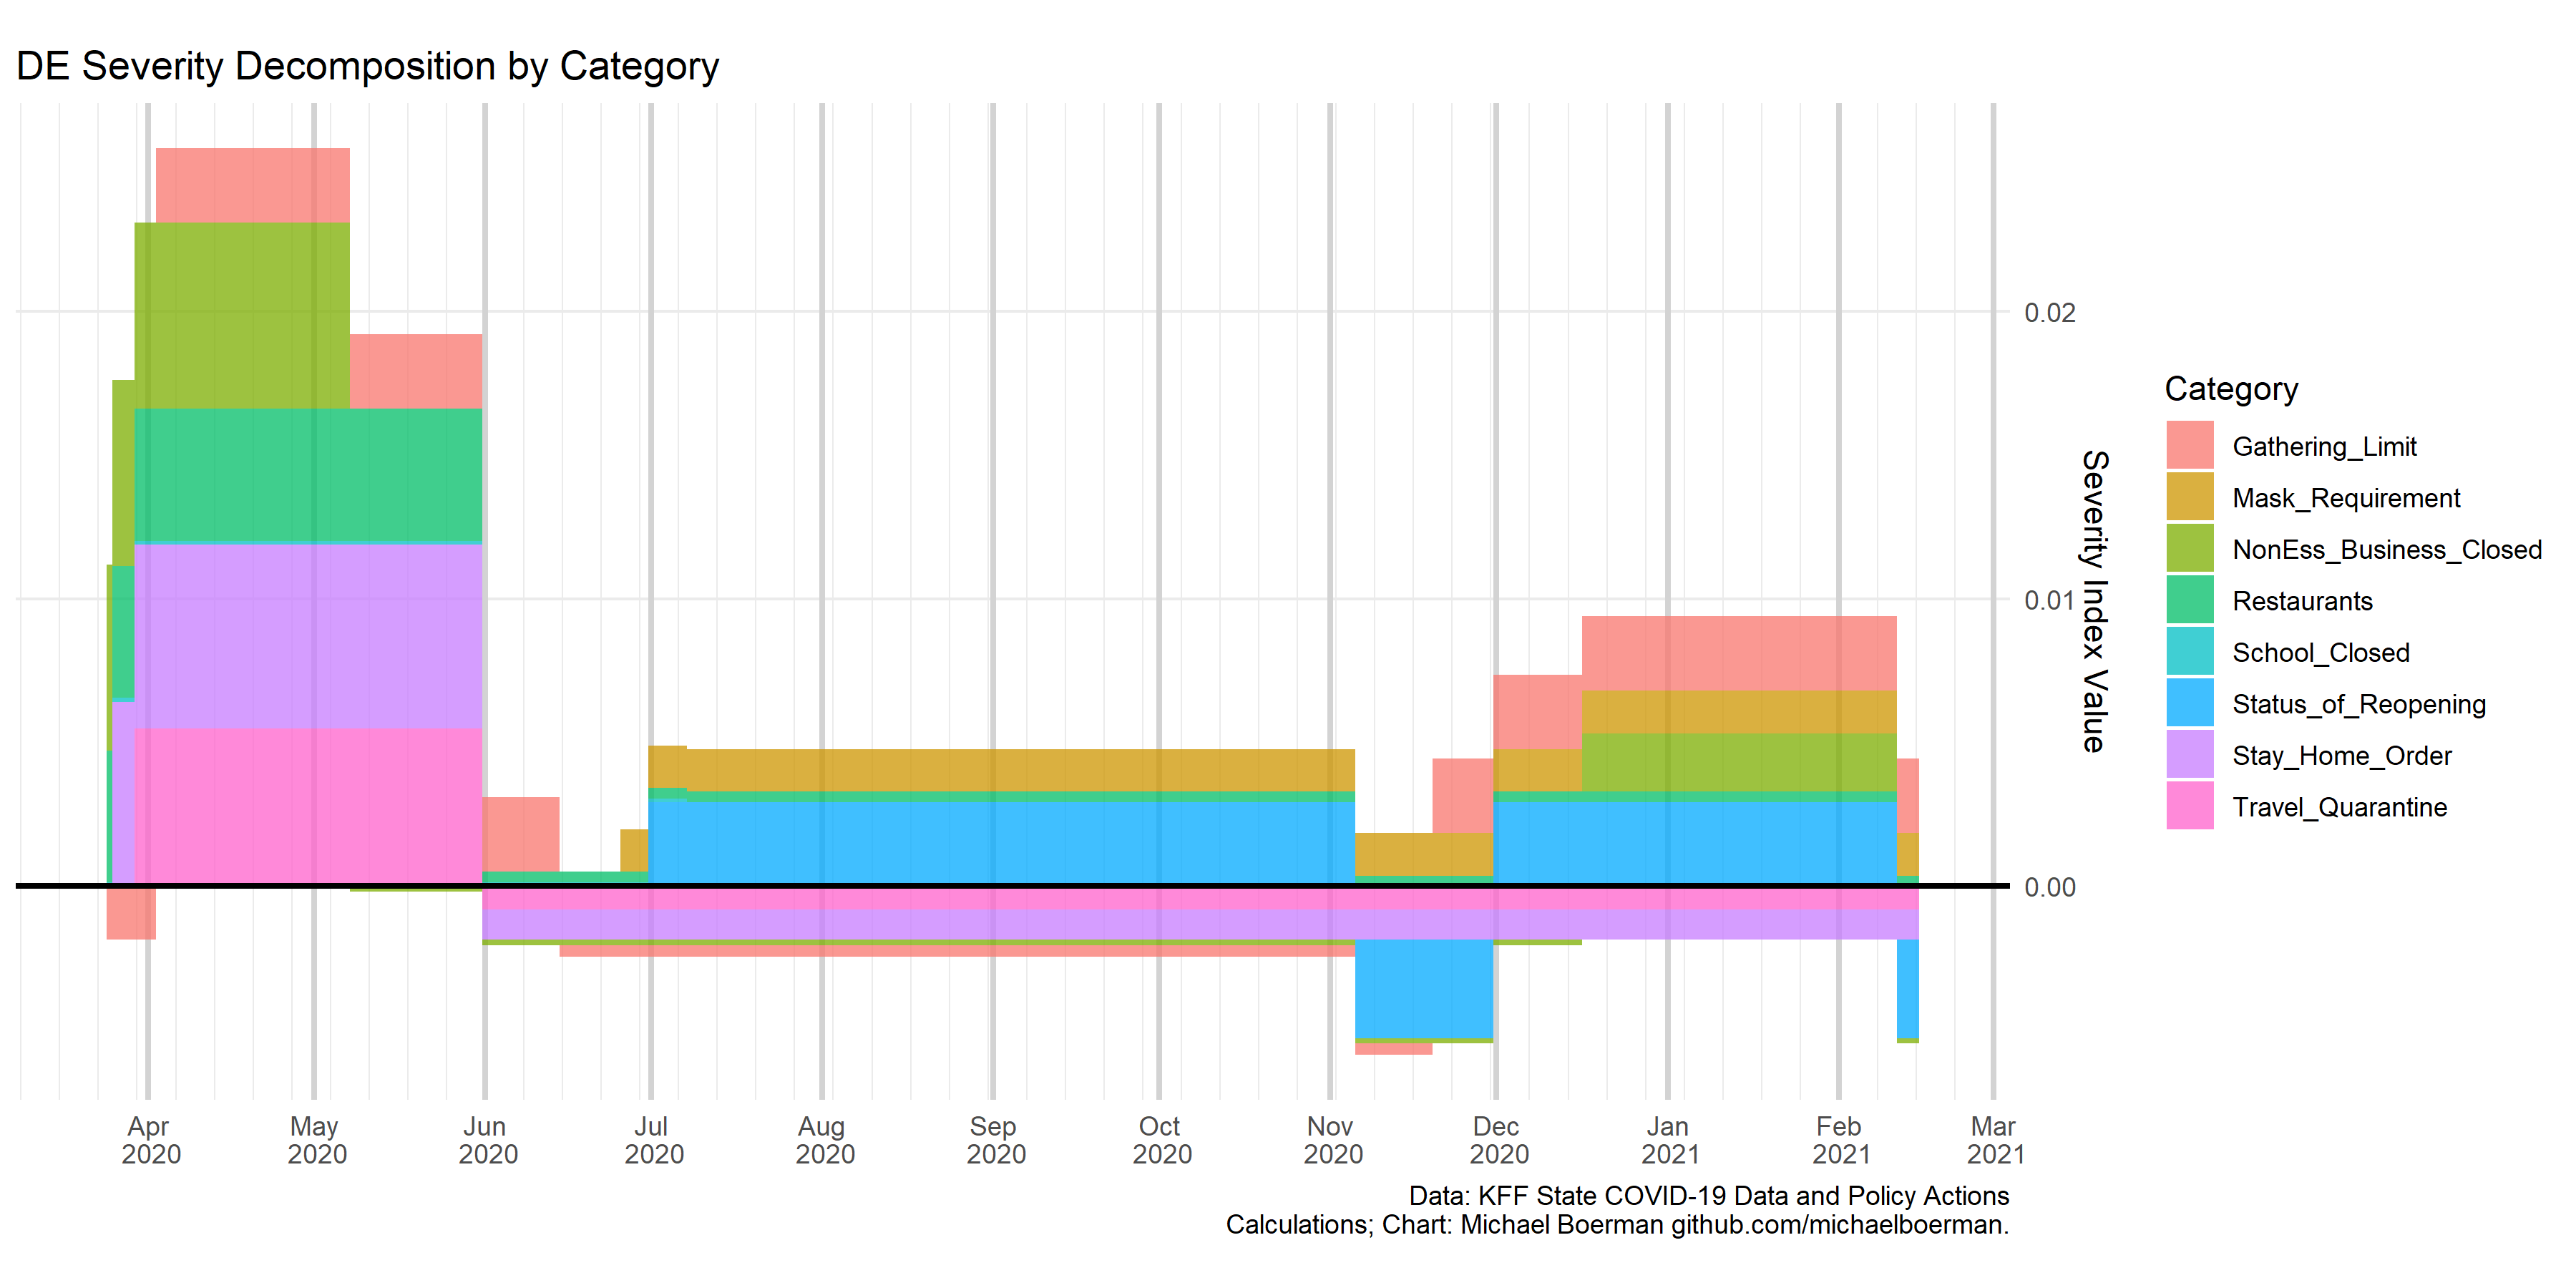 DE Severity Decomposition by Category
0.02
0.01
0.00
Severity Index Value
Apr
2020
May
2020
Jun
2020
Jul
2020
Aug
2020
Sep
2020
Oct
2020
Nov
2020
Dec
2020
Jan
2021
Feb
2021
Mar
2021
Category
Gathering_Limit
Mask_Requirement
NonEss_Business_Closed
Restaurants
School_Closed
Status_of_Reopening
Stay_Home_Order
Travel_Quarantine
Data: KFF State COVID-19 Data and Policy Actions
Calculations; Chart: Michael Boerman github.com/michaelboerman.